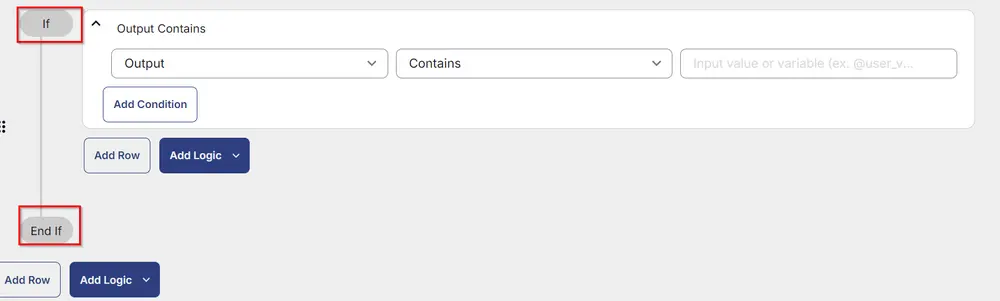 If
Output Contains
Output Contains Input value or variable (ex. @user_v...
Add Condition
Add Row Add Logic
End If
Add Row Add Logic